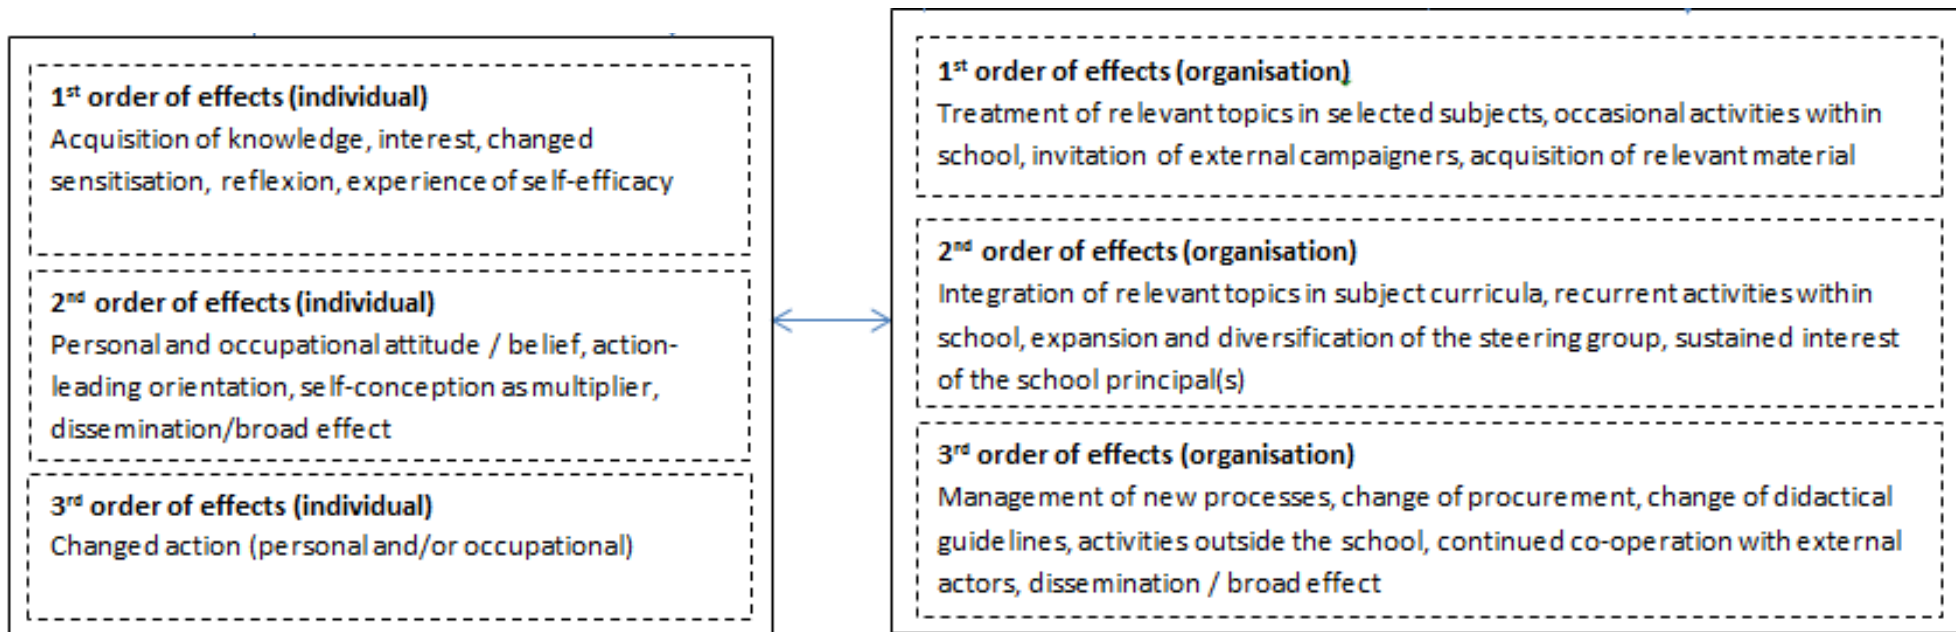 1st order of effects (individual)
Acquisition of knowledge, interest, changed
sensitisation, reflexion, experience of self-efficacy
2nd order of effects (individual)
Personal and occupational attitude / belief, action-
leading orientation, self-conception as multiplier,
dissemination/broad effect
3rd order of effects (individual)
Changed action (personal and/or occupational)
1st order of effects (organisation)
Treatment of relevant topics in selected subjects, occasional activities within
school, invitation of external campaigners, acquisition of relevant material
2nd order of effects (organisation)
Integration of relevant topics in subject curricula, recurrent activities within
school, expansion and diversification of the steering group, sustained interest
of the school principal(s)
3rd order of effects (organisation)
Management of new processes, change of procurement, change of didactical
guidelines, activities outside the school, continued co-operation with external
actors, dissemination / broad effect